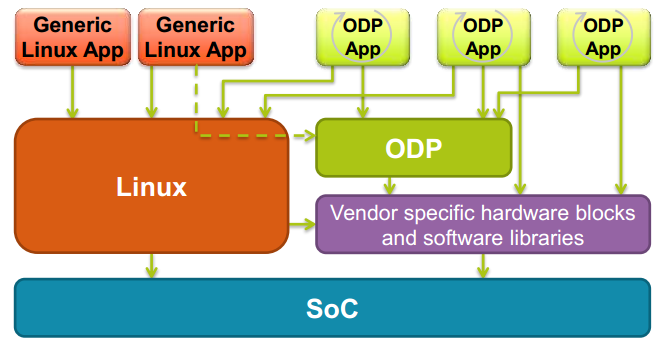 Generic
Linux App
Generic
Linux App
ODP
App
ODP
App
ODP
App
Linux
ODP
Vendor specific hardware blocks
and software libraries
SoC